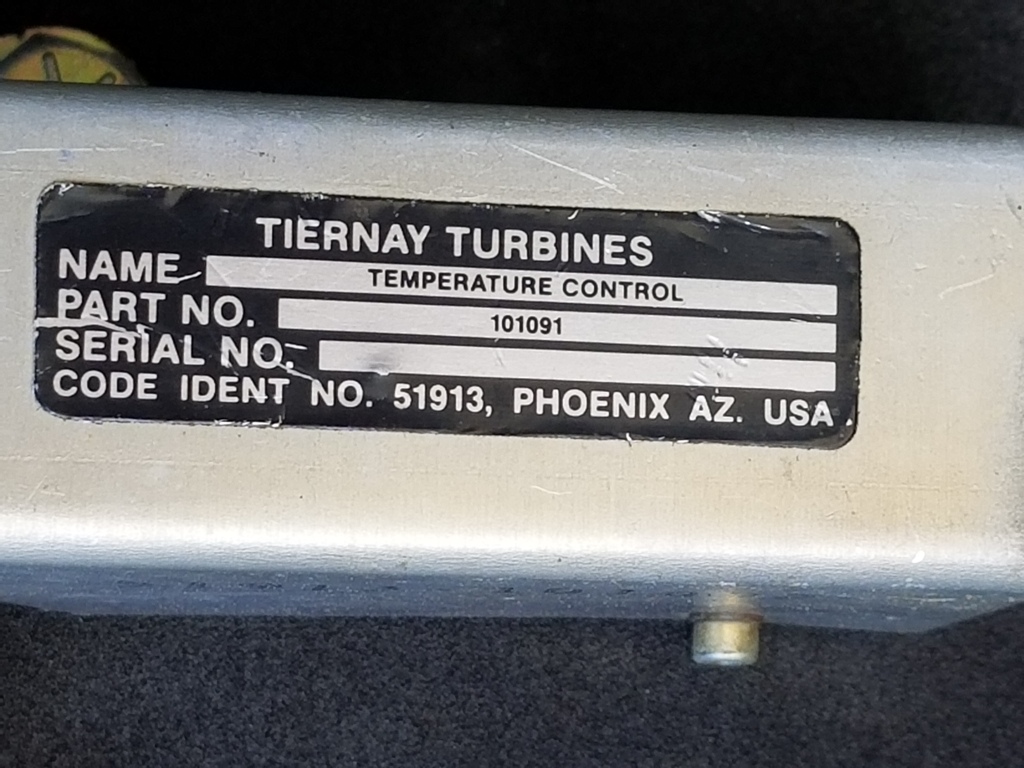 TIERNAY TURBINES
NAME TEMPERATURE CONTROL
PART NO. 101091
SERIAL NO.
CODE IDENT NO. 51913, PHOENIX AZ. USA